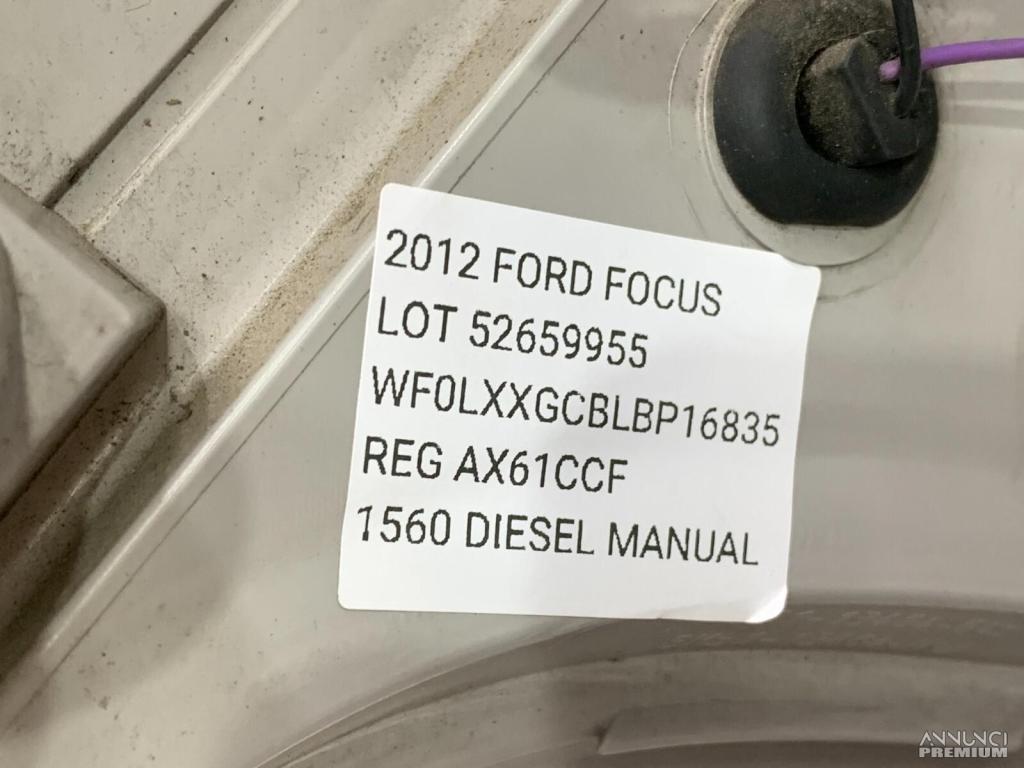 2012 FORD FOCUS
LOT 52659955
WF0LXXGCBLBP16835
REG AX61CCF
1560 DIESEL MANUAL
ANNUNCI
PREMIUM